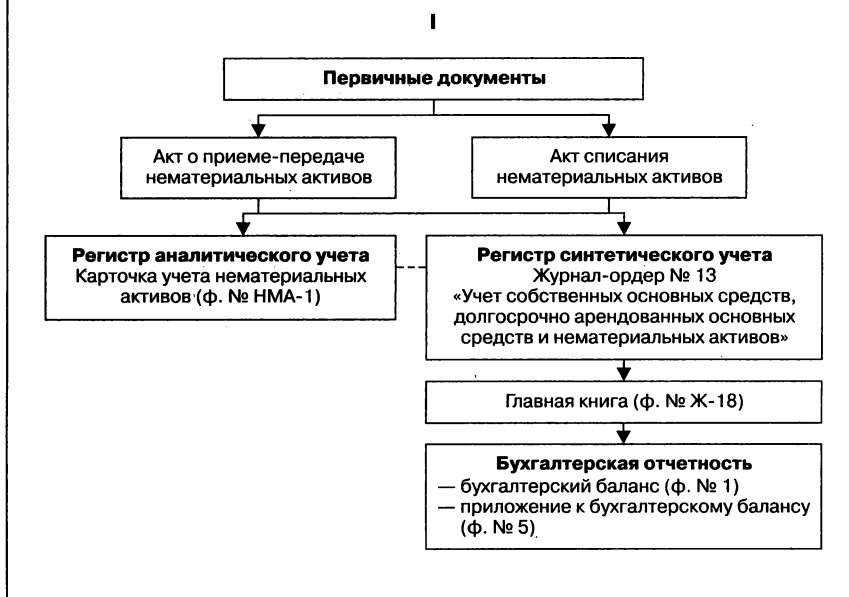 I
Первичные документы
Акт о приеме-передаче
нематериальных активов
Акт списания
нематериальных активов
Регистр аналитического учета
Карточка учета нематериальных
активов (ф. № НМА-1)
Регистр синтетического учета
Журнал-ордер № 13
«Учет собственных основных средств,
долгосрочно арендованных основных
средств и нематериальных активов»
Главная книга (ф. № Ж-18)
Бухгалтерская отчетность
— бухгалтерский баланс (ф. № 1)
— приложение к бухгалтерскому балансу
(ф. № 5)